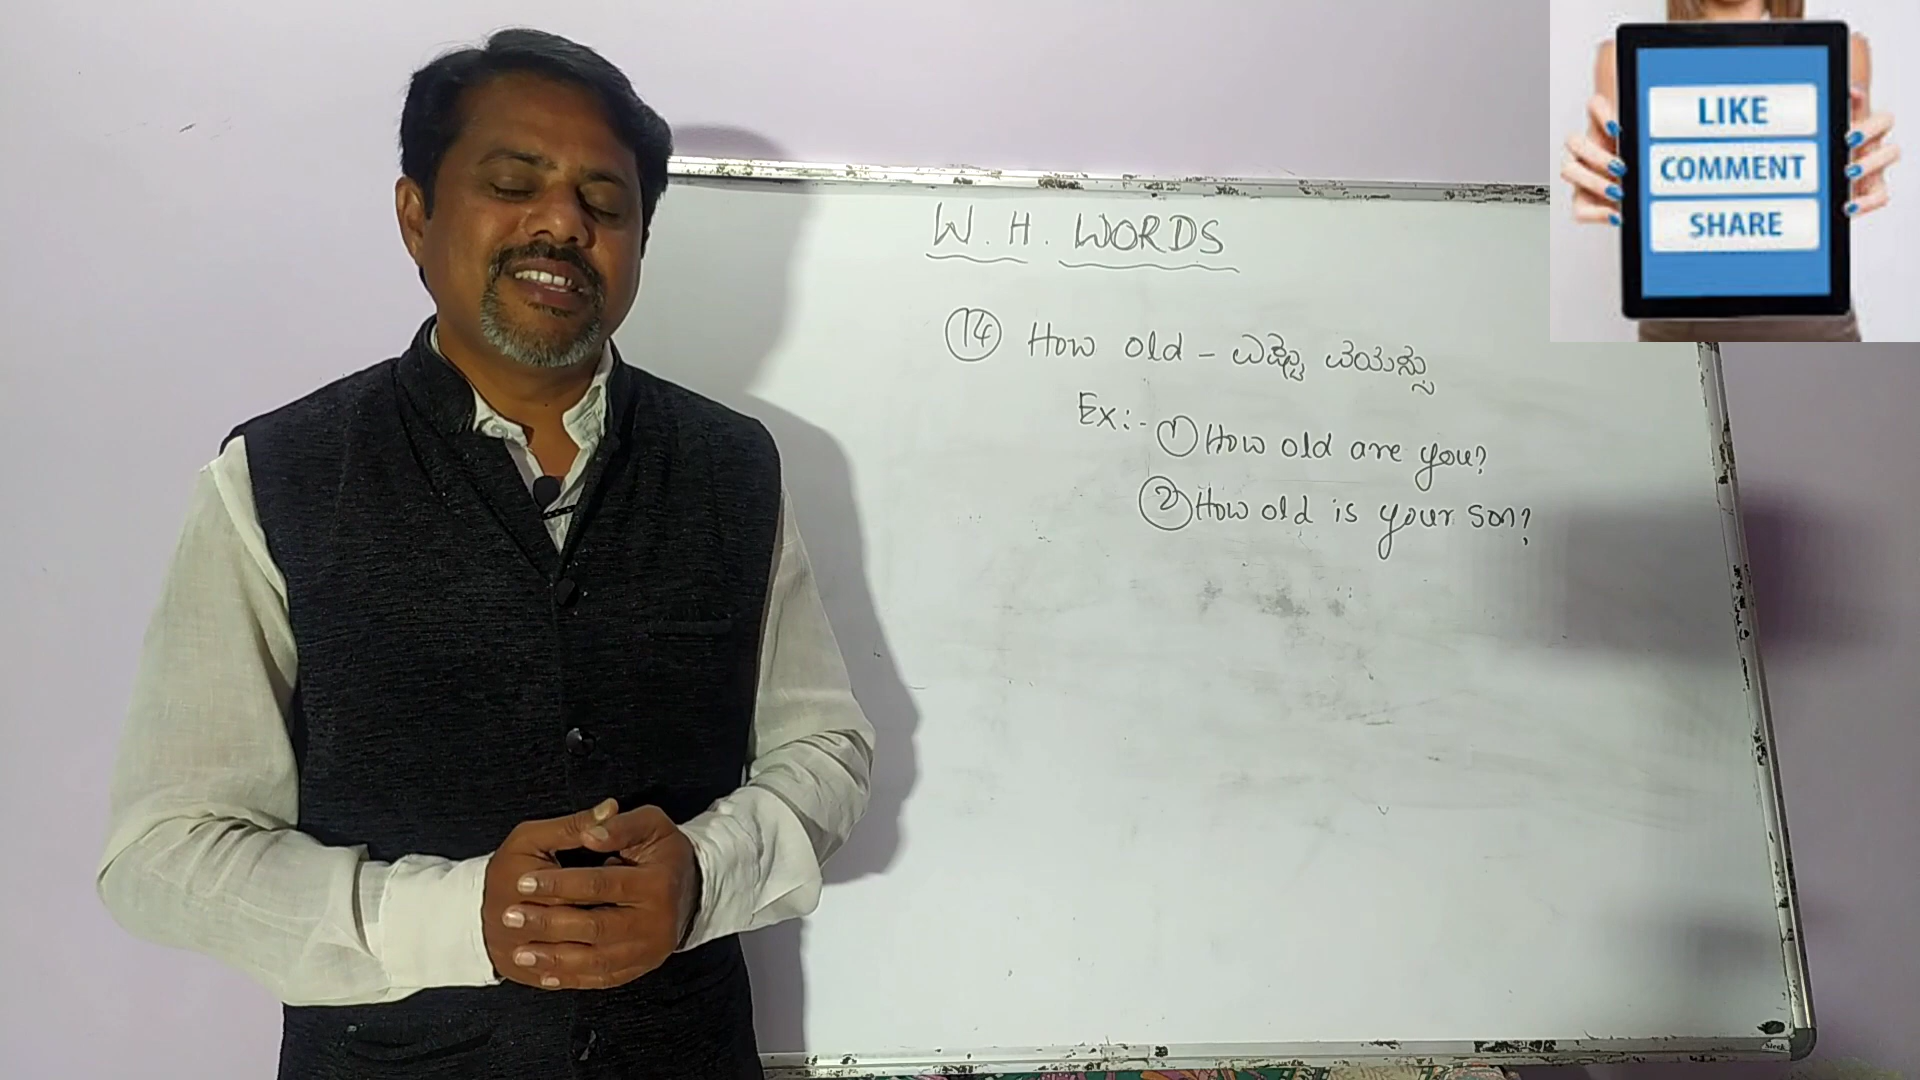 W. H. WORDS
14 How old - ಎಷ್ಟು ವಯಸ್ಸು
Ex:- 1 How old are you?
2 How old is your son?
LIKE
COMMENT
SHARE